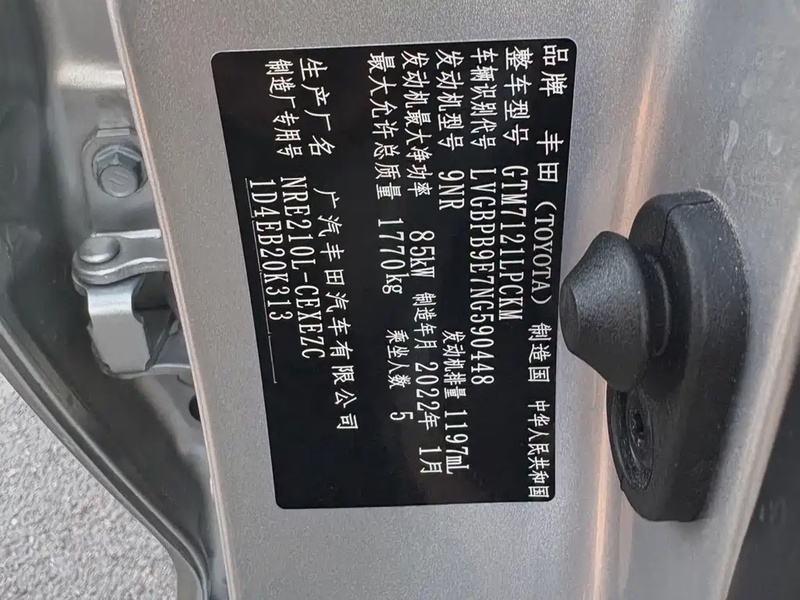 品牌 丰田(TOYOTA) 制造国 中华人民共和国
整车型号 GTM7121LPCKM
车辆识别代号 LVGBPB9E7NG590448
发动机型号 9NR 发动机排量 1197mL
发动机最大净功率 85kW 制造年月 2022年 1月
最大允许总质量 1770kg 乘坐人数 5
生产厂名 广汽丰田汽车有限公司
制造厂专用号 NRE210L-CEXEZC
1D4EB20K313